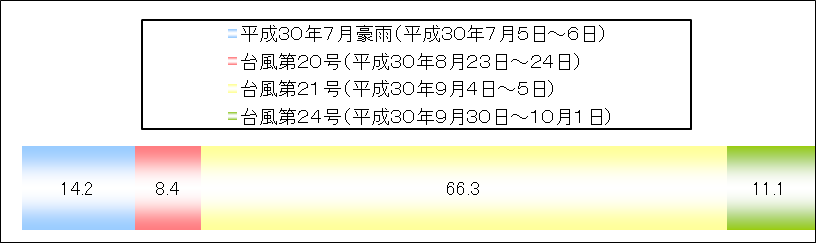 平成30年7月豪雨(平成30年7月5日～6日)
台風第20号(平成30年8月23日～24日)
台風第21号(平成30年9月4日～5日)
台風第24号(平成30年9月30日～10月1日)
14.2 8.4 66.3 11.1